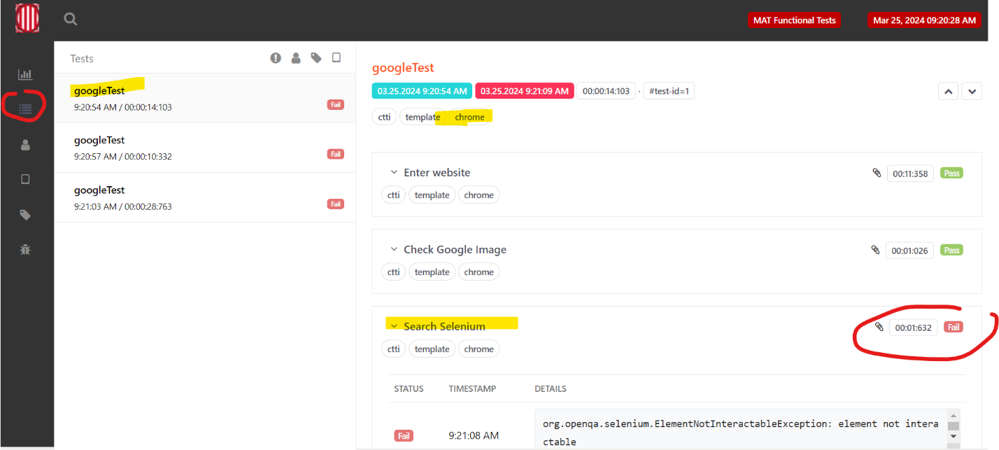 MAT Functional Tests
Mar 25, 2024 09:20:28 AM
Tests
googleTest
9:20:54 AM / 00:00:14:103
Fail
googleTest
9:20:57 AM / 00:00:10:332
Fail
googleTest
9:21:03 AM / 00:00:28:763
Fail
googleTest
03.25.2024 9:20:54 AM 03.25.2024 9:21:09 AM 00:00:14:103 · #test-id=1
ctti template chrome
Enter website
00:11:358 Pass
ctti template chrome
Check Google Image
00:01:026 Pass
ctti template chrome
Search Selenium
00:01:632 Fail
ctti template chrome
STATUS TIMESTAMP DETAILS
Fail 9:21:08 AM
org.openqa.selenium.ElementNotInteractableException: element not intera
ctable